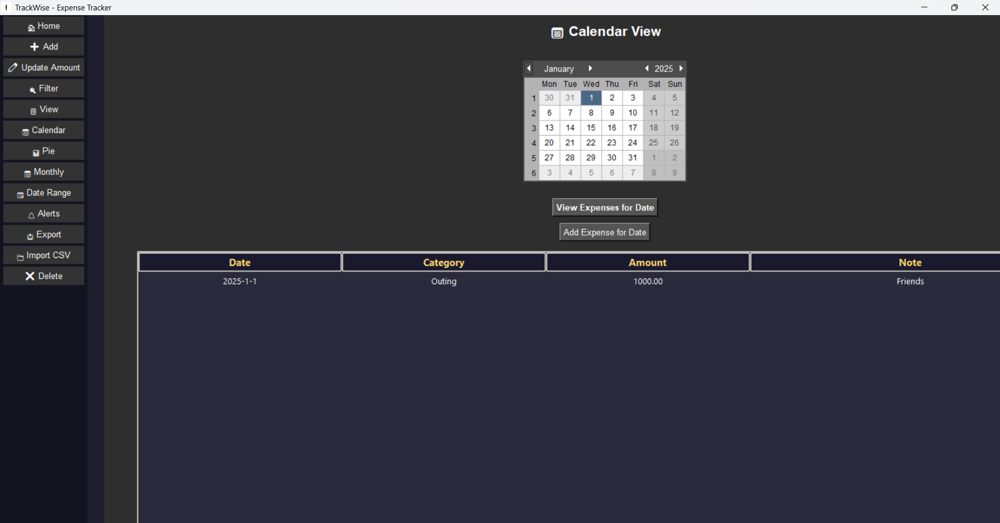 TrackWise - Expense Tracker
Home
Add
Update Amount
Filter
View
Calendar
Pie
Monthly
Date Range
Alerts
Export
Import CSV
Delete
Calendar View
January 2025
Mon Tue Wed Thu Fri Sat Sun
1 30 31 1 2 3 4 5
2 6 7 8 9 10 11 12
3 13 14 15 16 17 18 19
4 20 21 22 23 24 25 26
5 27 28 29 30 31 1 2
6 3 4 5 6 7 8 9
View Expenses for Date
Add Expense for Date
Date Category Amount Note
2025-1-1 Outing 1000.00 Friends